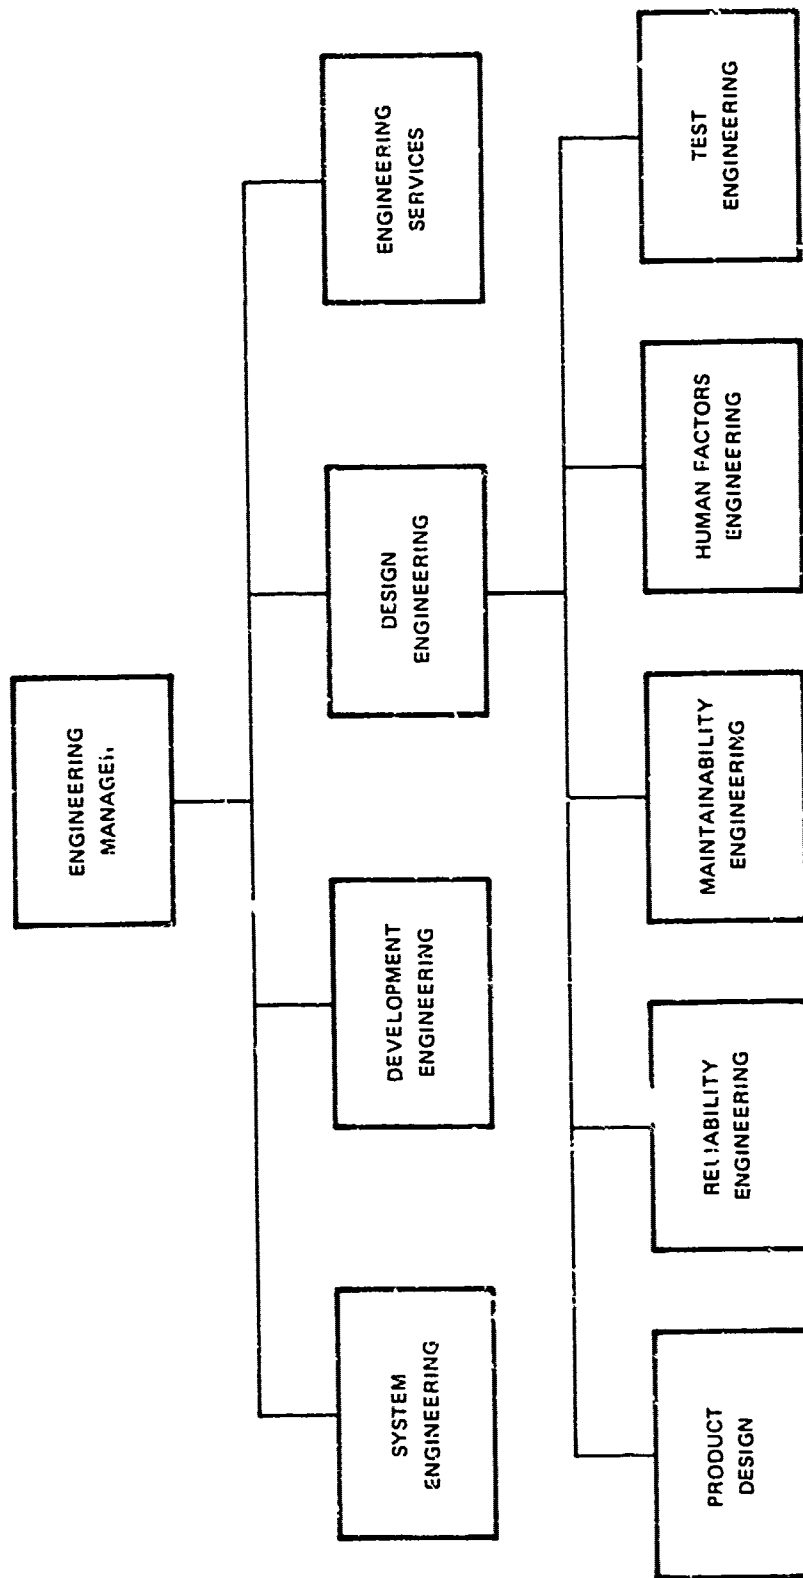 ENGINEERING
MANAGER
SYSTEM
ENGINEERING
DEVELOPMENT
ENGINEERING
DESIGN
ENGINEERING
ENGINEERING
SERVICES
PRODUCT
DESIGN
RELIABILITY
ENGINEERING
MAINTAINABILITY
ENGINEERING
HUMAN FACTORS
ENGINEERING
TEST
ENGINEERING